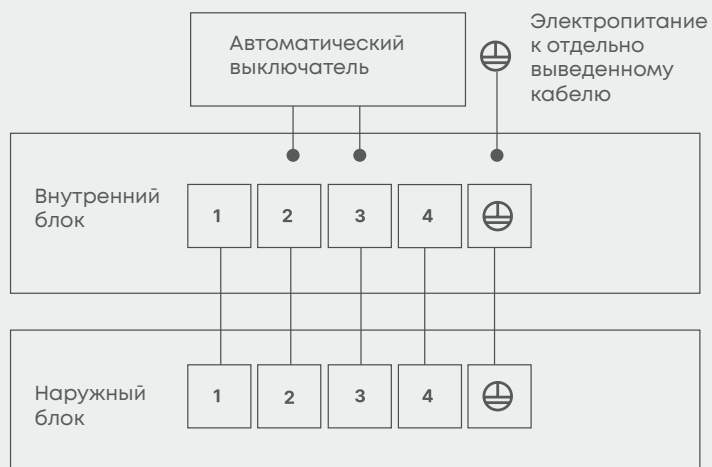 Автоматический
выключатель
Электропитание
к отдельно
выведенному
кабелю
Внутренний
блок
1 2 3 4
Наружный
блок
1 2 3 4